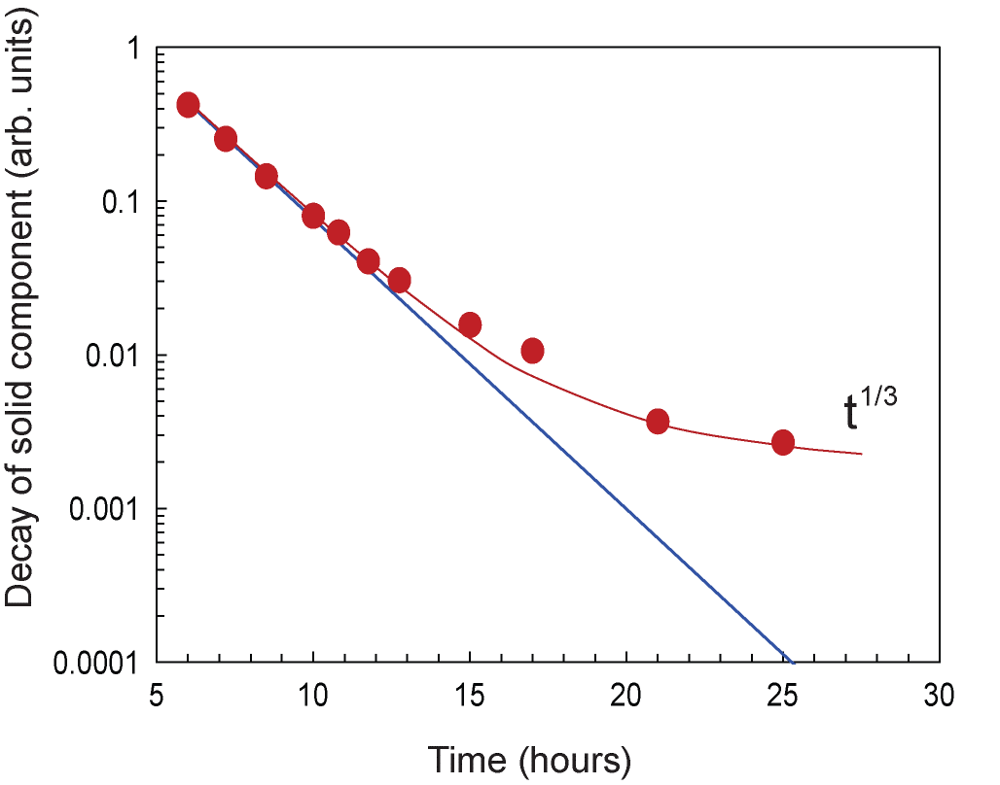 Decay of solid component (arb. units)
1
0.1
0.01
0.001
0.0001
t1/3
5 10 15 20 25 30
Time (hours)